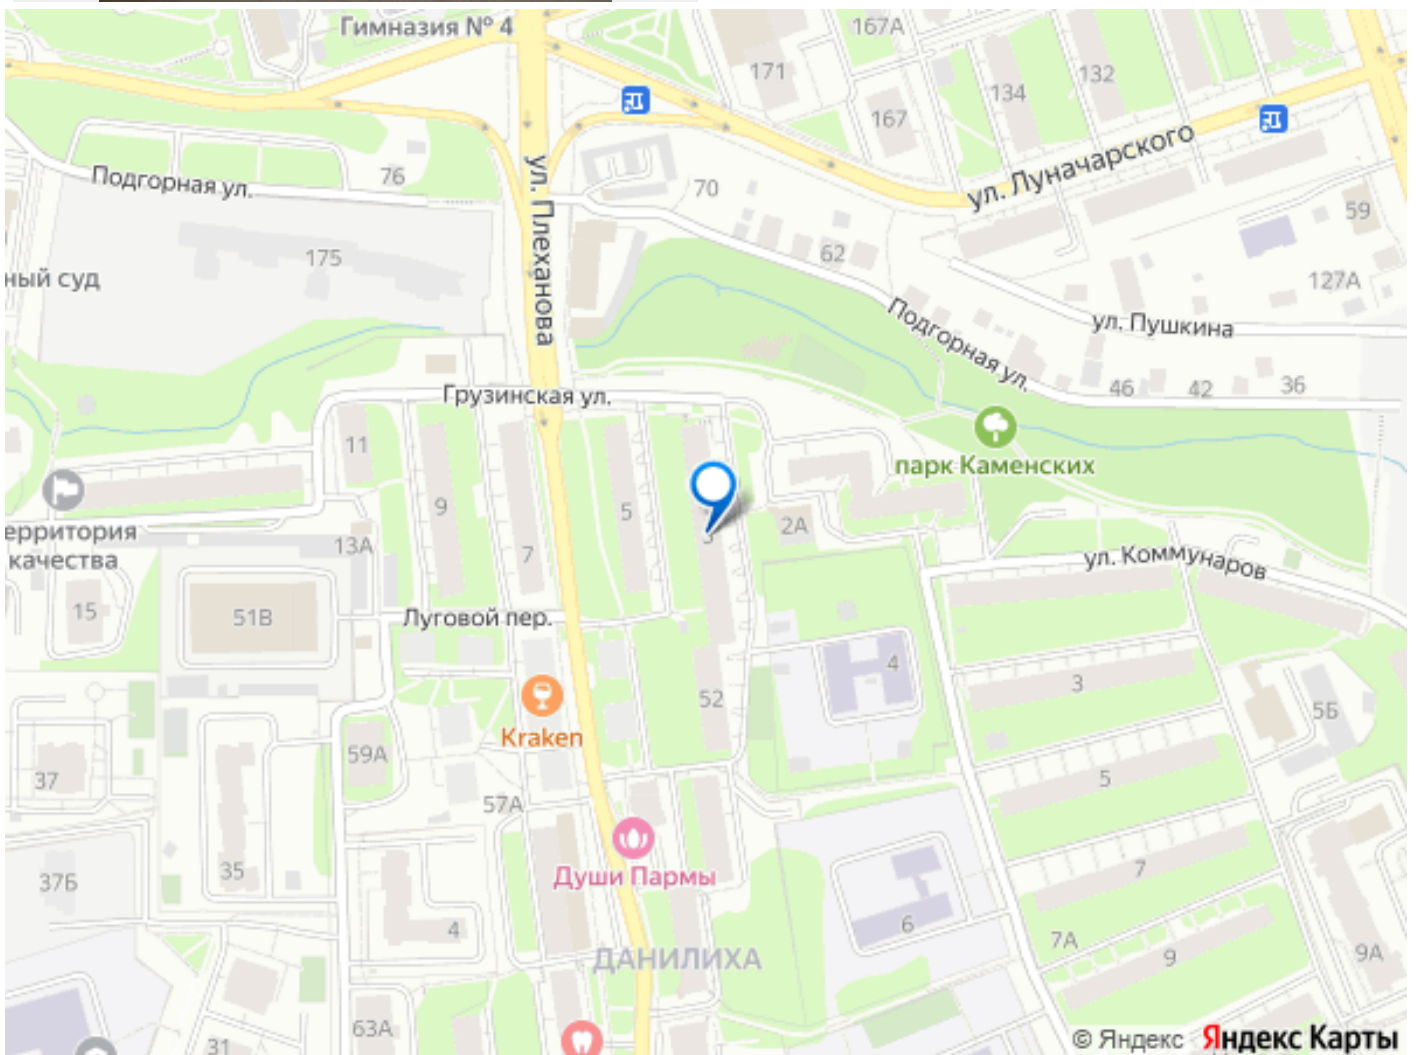 Гимназия № 4
167А
171
132
134
167
ул. Луначарского
Подгорная ул.
76
ул. Плеханова
70
59
62
175
ный суд
127А
Подгорная ул.
ул. Пушкина
46
42
36
Грузинская ул.
11
парк Каменских
9
5
3
2А
ерритория
качества
13А
7
ул. Коммунаров
15
51В
Луговой пер.
4
3
52
5Б
Kraken
59А
37
5
57А
Души Пармы
35
37Б
7
6
4
7А
9
9А
ДАНИЛИХА
63А
31
© Яндекс Яндекс Карты